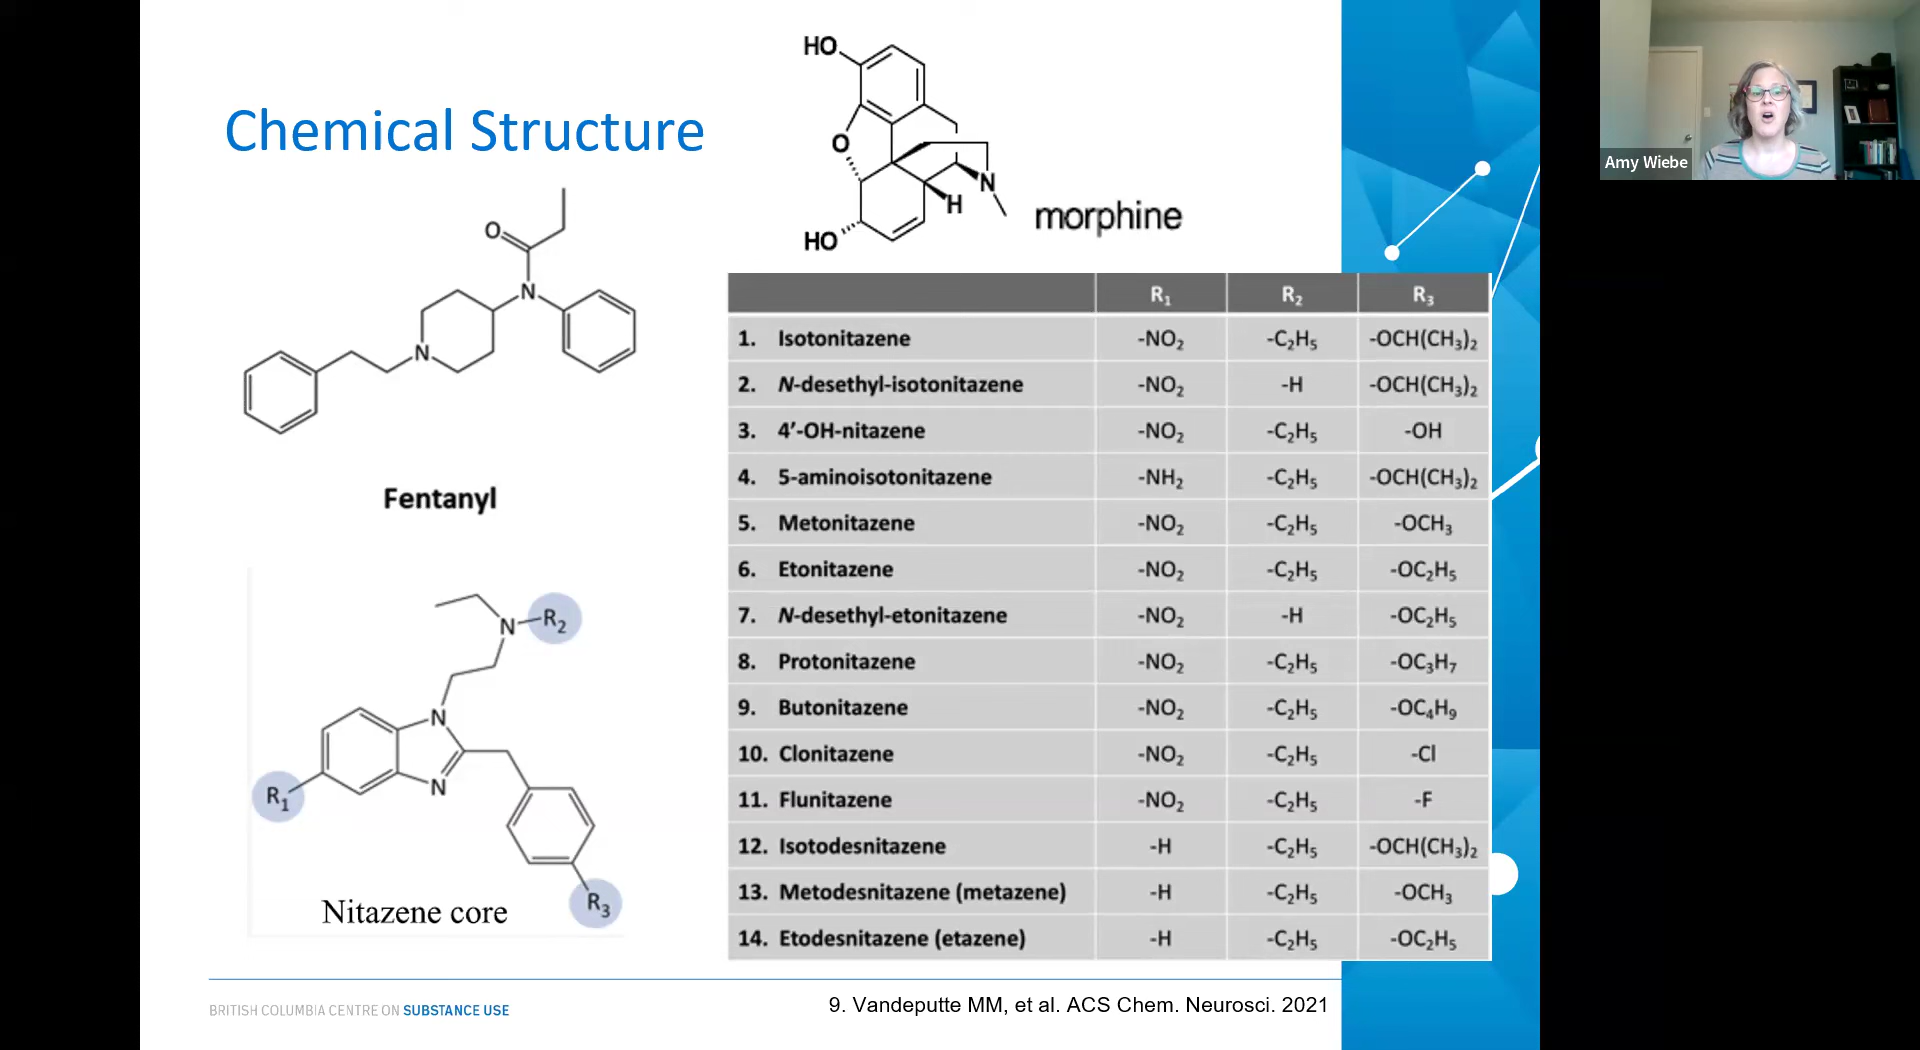 Chemical Structure
HO
O
H
N
HO
morphine
O
N
N
Fentanyl
N
R₂
N
N
R₁
R₃
Nitazene core
R₁ R₂ R₃
1. Isotonitazene -NO₂ -C₂H₅ -OCH(CH₃)₂
2. N-desethyl-isotonitazene -NO₂ -H -OCH(CH₃)₂
3. 4’-OH-nitazene -NO₂ -C₂H₅ -OH
4. 5-aminoisotonitazene -NH₂ -C₂H₅ -OCH(CH₃)₂
5. Metonitazene -NO₂ -C₂H₅ -OCH₃
6. Etonitazene -NO₂ -C₂H₅ -OC₂H₅
7. N-desethyl-etonitazene -NO₂ -H -OC₂H₅
8. Protonitazene -NO₂ -C₂H₅ -OC₃H₇
9. Butonitazene -NO₂ -C₂H₅ -OC₄H₉
10. Clonitazene -NO₂ -C₂H₅ -Cl
11. Flunitazene -NO₂ -C₂H₅ -F
12. Isotodesnitazene -H -C₂H₅ -OCH(CH₃)₂
13. Metodesnitazene (metazene) -H -C₂H₅ -OCH₃
14. Etodesnitazene (etazene) -H -C₂H₅ -OC₂H₅
BRITISH COLUMBIA CENTRE ON SUBSTANCE USE
9. Vandeputte MM, et al. ACS Chem. Neurosci. 2021
Amy Wiebe